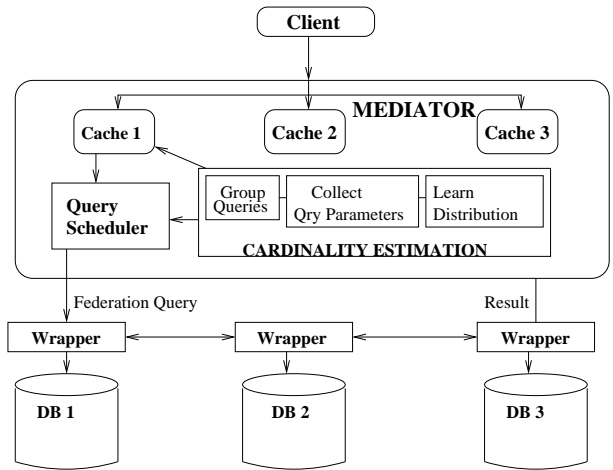 Client
MEDIATOR
Cache 1
Cache 2
Cache 3
Query
Scheduler
Group
Queries
Collect
Qry Parameters
Learn
Distribution
CARDINALITY ESTIMATION
Federation Query
Result
Wrapper
Wrapper
Wrapper
DB 1
DB 2
DB 3